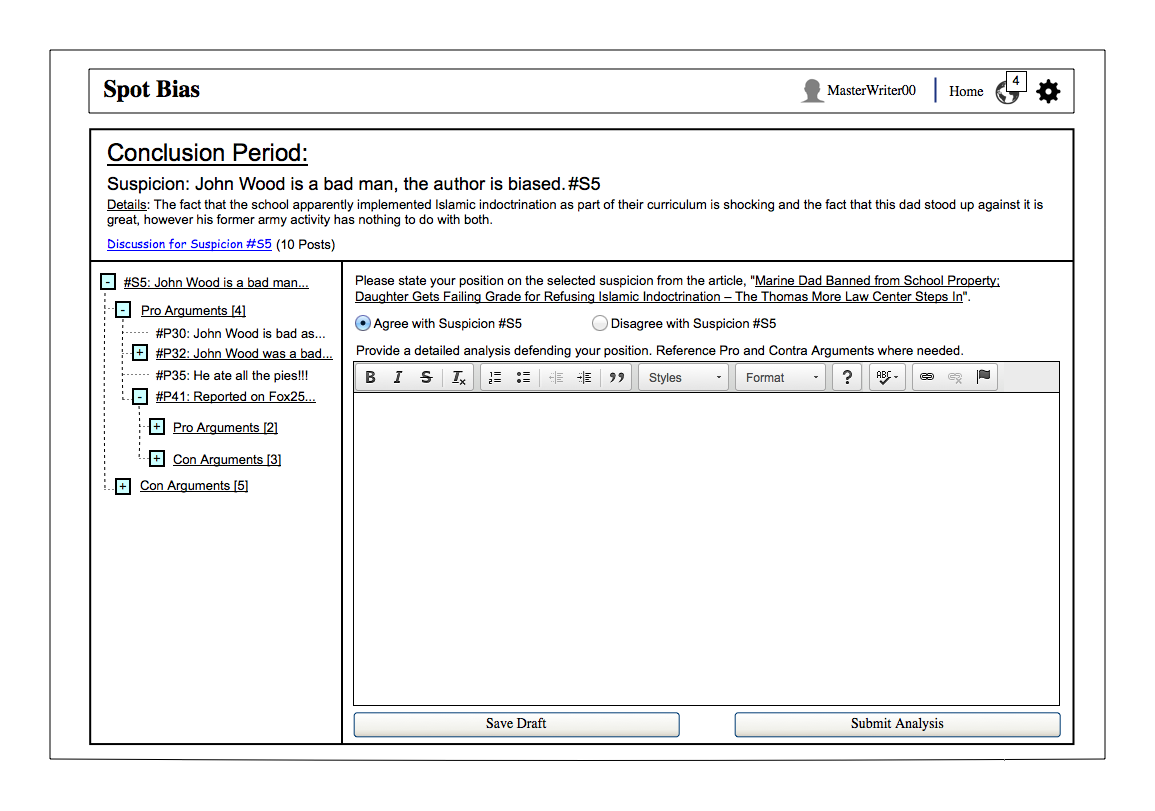 Spot Bias
MasterWriter00
Home
4
Conclusion Period:
Suspicion: John Wood is a bad man, the author is biased. #S5
Details: The fact that the school apparently implemented Islamic indoctrination as part of their curriculum is shocking and the fact that this dad stood up against it is
great, however his former army activity has nothing to do with both.
Discussion for Suspicion #S5 (10 Posts)
- #S5: John Wood is a bad man...
- Pro Arguments [4]
#P30: John Wood is bad as...
+ #P32: John Wood was a bad...
#P35: He ate all the pies!!!
- #P41: Reported on Fox25...
+ Pro Arguments [2]
+ Con Arguments [3]
+ Con Arguments [5]
Please state your position on the selected suspicion from the article, "Marine Dad Banned from School Property;
Daughter Gets Failing Grade for Refusing Islamic Indoctrination – The Thomas More Law Center Steps In".
Agree with Suspicion #S5
Disagree with Suspicion #S5
Provide a detailed analysis defending your position. Reference Pro and Contra Arguments where needed.
B I S Tx Styles Format ? ABC
Save Draft
Submit Analysis